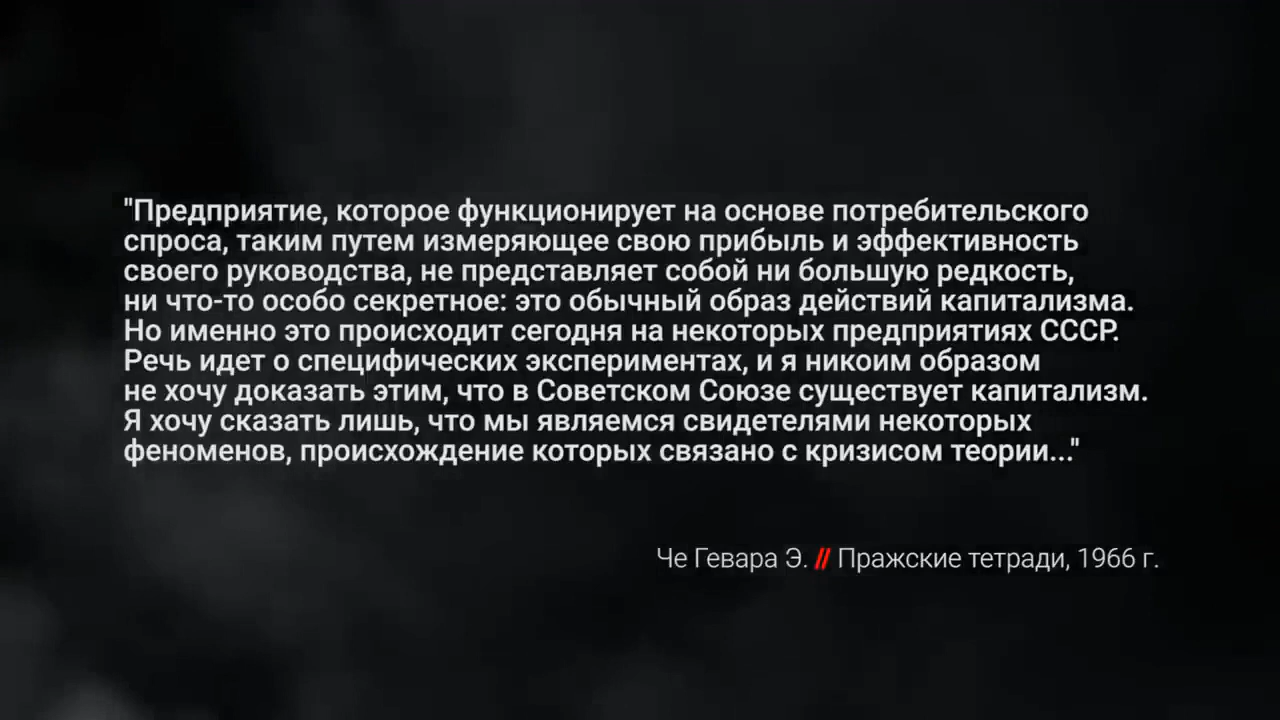 "Предприятие, которое функционирует на основе потребительского
спроса, таким путем измеряющее свою прибыль и эффективность
своего руководства, не представляет собой ни большую редкость,
ни что-то особо секретное: это обычный образ действий капитализма.
Но именно это происходит сегодня на некоторых предприятиях СССР.
Речь идет о специфических экспериментах, и я никоим образом
не хочу доказать этим, что в Советском Союзе существует капитализм.
Я хочу сказать лишь, что мы являемся свидетелями некоторых
феноменов, происхождение которых связано с кризисом теории..."
Че Гевара Э. // Пражские тетради, 1966 г.